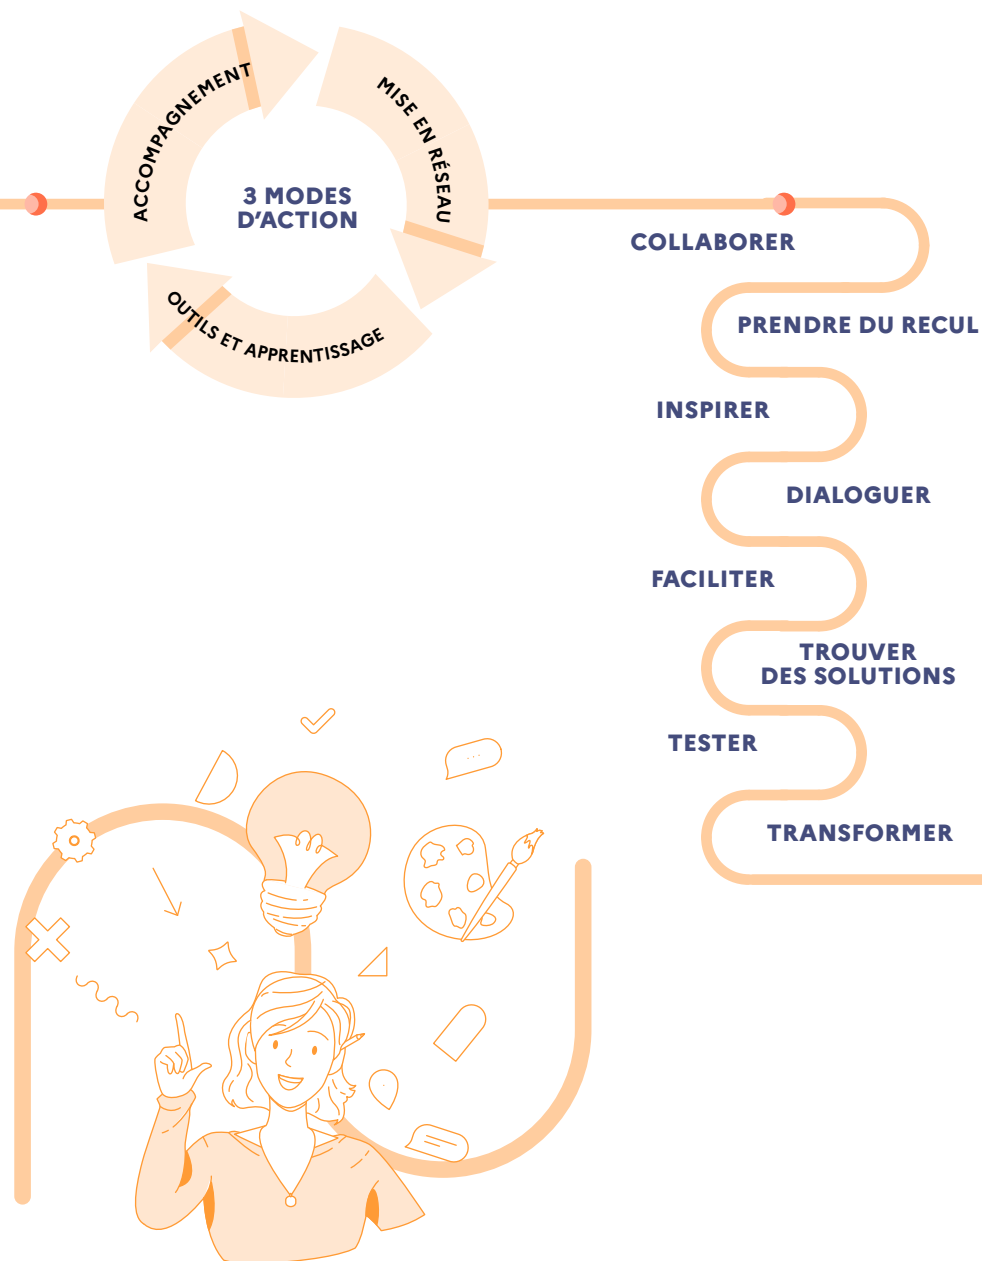 ACCOMPAGNEMENT
MISE EN RÉSEAU
OUTILS ET APPRENTISSAGE
3 MODES
D'ACTION
COLLABORER
PRENDRE DU RECUL
INSPIRER
DIALOGUER
FACILITER
TROUVER
DES SOLUTIONS
TESTER
TRANSFORMER